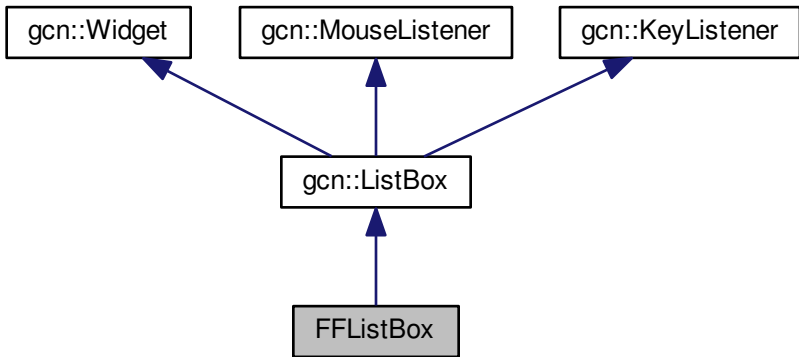 gcn::Widget
gcn::MouseListener
gcn::KeyListener
gcn::ListBox
FFListBox